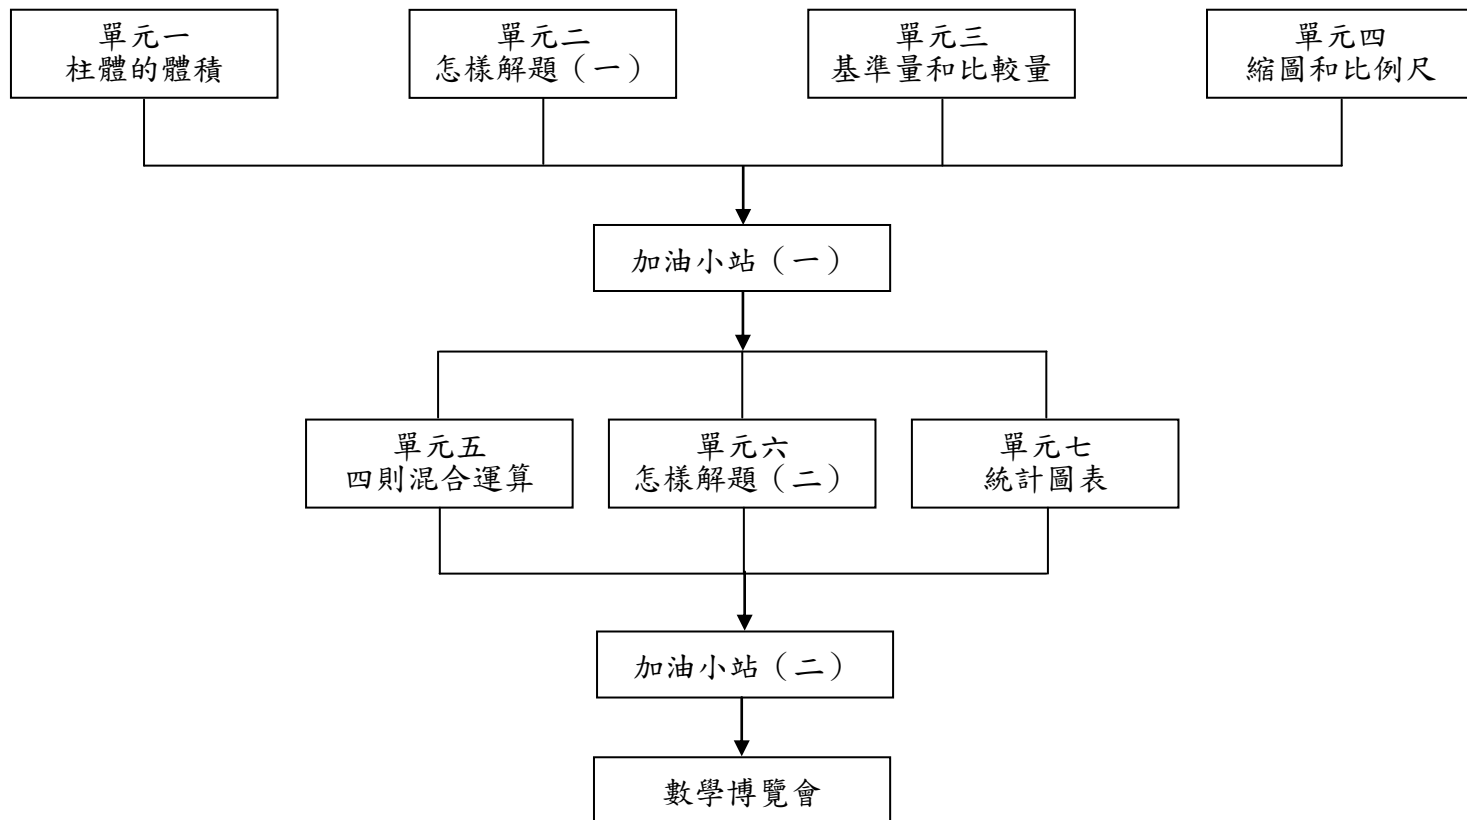 單元一
柱體的體積
單元二
怎樣解題（一）
單元三
基準量和比較量
單元四
縮圖和比例尺
加油小站（一）
單元五
四則混合運算
單元六
怎樣解題（二）
單元七
統計圖表
加油小站（二）
數學博覽會